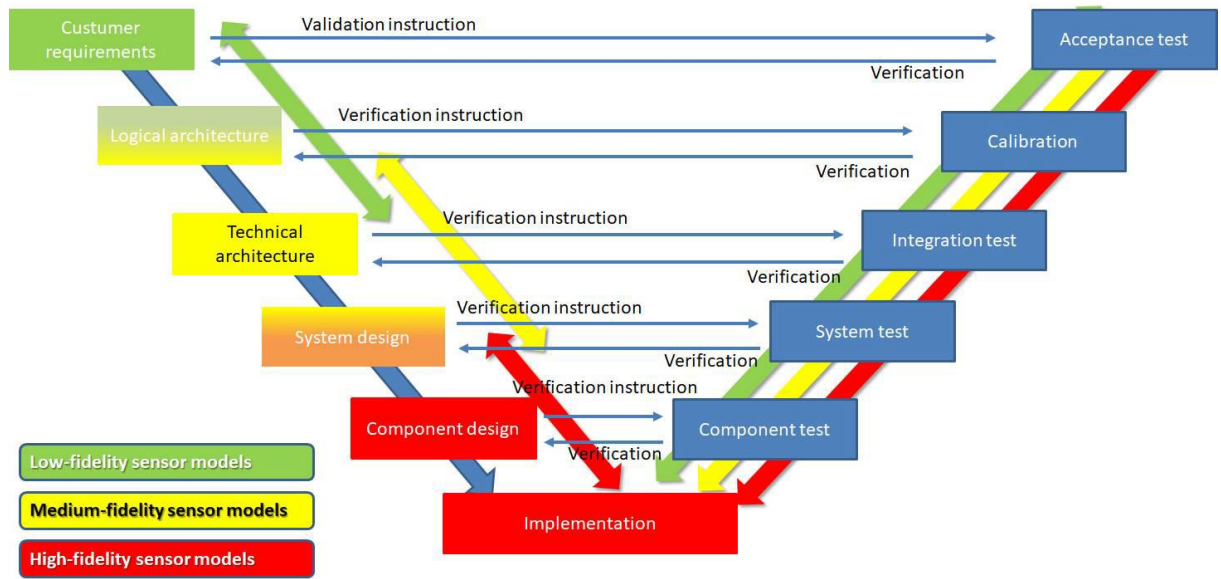 Custumer
requirements
Validation instruction
Acceptance test
Verification
Logical architecture
Verification instruction
Calibration
Verification
Technical
architecture
Verification instruction
Integration test
Verification
System design
Verification instruction
System test
Verification
Component design
Verification instruction
Component test
Verification
Implementation
Low-fidelity sensor models
Medium-fidelity sensor models
High-fidelity sensor models